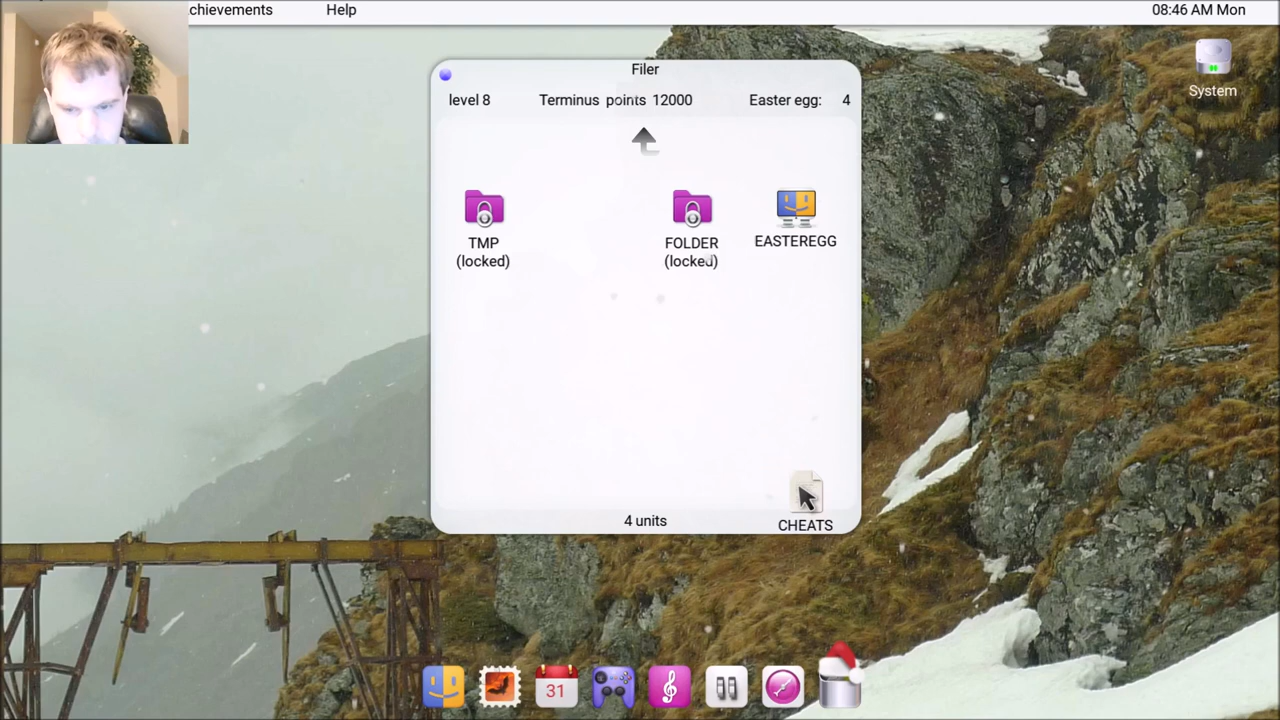 chievements Help 08:46 AM Mon
Filer
level 8 Terminus points 12000 Easter egg: 4
System
TMP
(locked)
FOLDER
(locked)
EASTEREGG
CHEATS
4 units
31